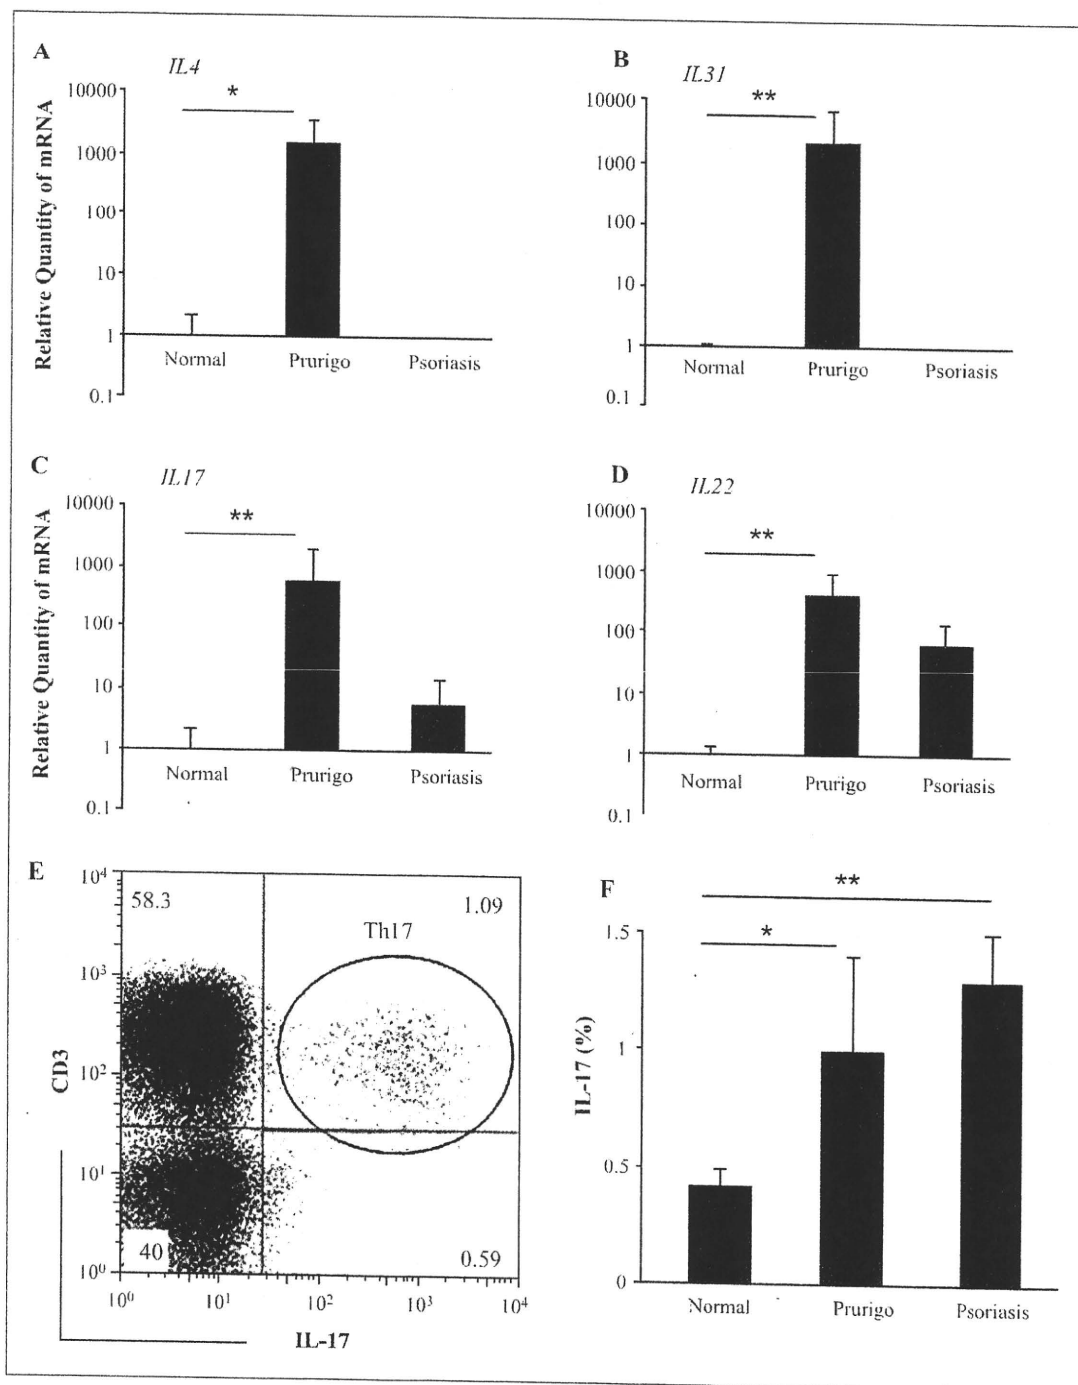 A
IL4
*
Relative Quantity of mRNA
10000
1000
100
10
1
0.1
Normal
Prurigo
Psoriasis
B
IL31
**
10000
1000
100
10
1
0.1
Normal
Prurigo
Psoriasis
C
IL17
**
Relative Quantity of mRNA
10000
1000
100
10
1
0.1
Normal
Prurigo
Psoriasis
D
IL22
**
10000
1000
100
10
1
0.1
Normal
Prurigo
Psoriasis
E
58.3
1.09
Th17
40
0.59
CD3
10⁴
10³
10²
10¹
10⁰
10⁰
10¹
10²
10³
10⁴
IL-17
F
**
*
IL-17 (%)
1.5
1
0.5
0
Normal
Prurigo
Psoriasis